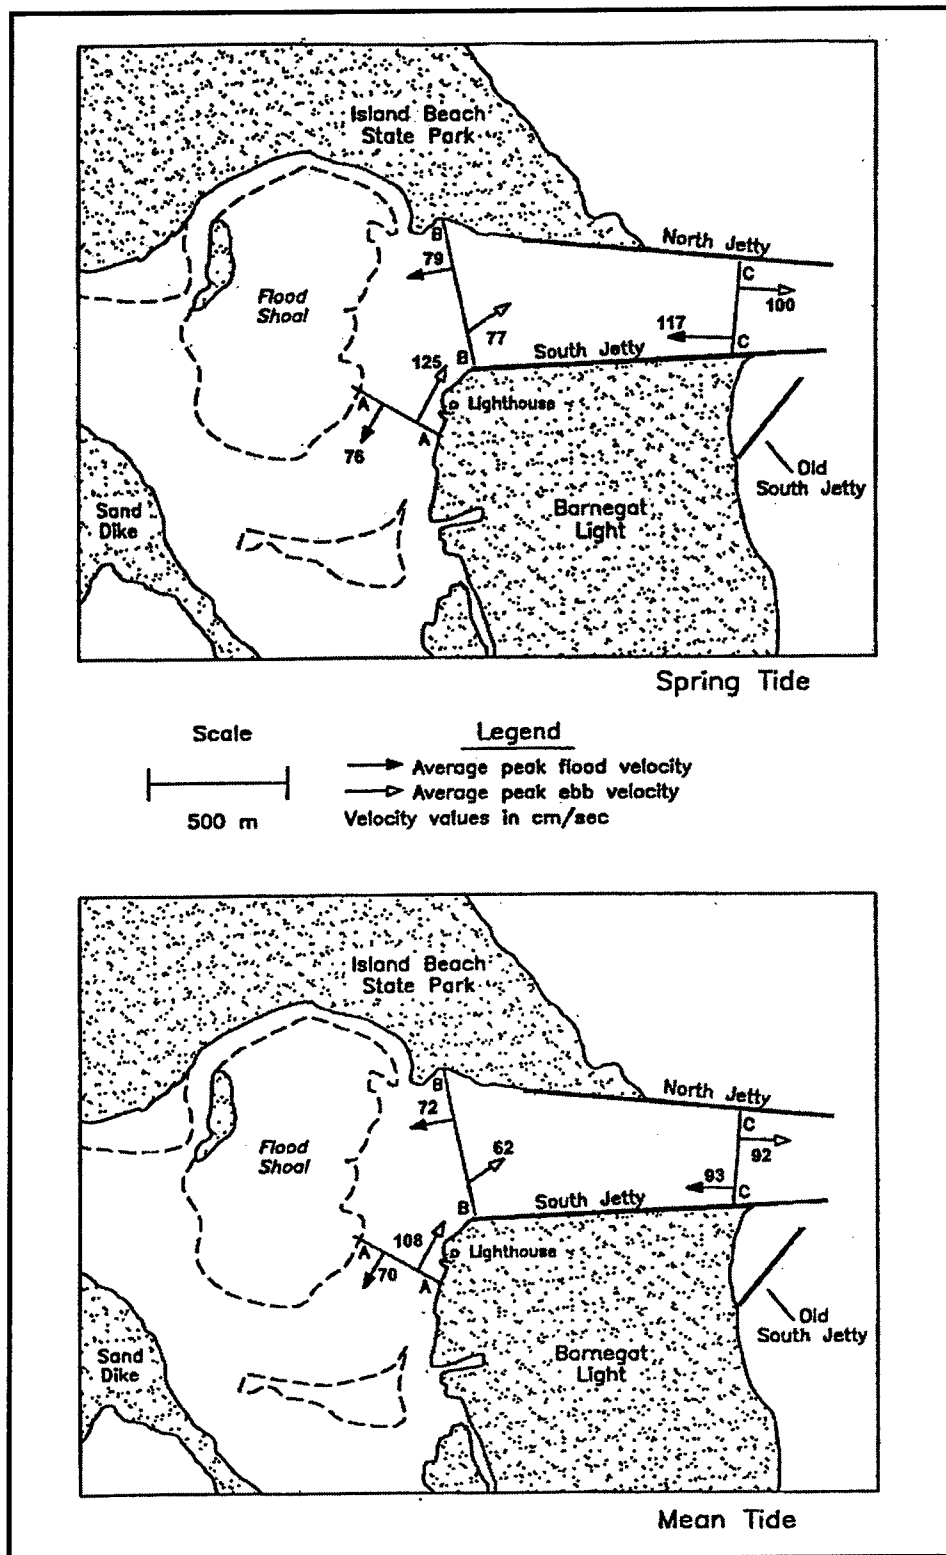 Island Beach
State Park
B
North Jetty
79
C
100
Flood
Shoal
77
117
C
B
South Jetty
125
A
Lighthouse
A
76
Old
South Jetty
Sand
Dike
Barnegat
Light
Spring Tide
Scale
500 m
Legend
Average peak flood velocity
Average peak ebb velocity
Velocity values in cm/sec
Island Beach
State Park
B
North Jetty
72
C
92
Flood
Shoal
62
93
C
B
South Jetty
108
A
Lighthouse
70
A
Old
South Jetty
Sand
Dike
Barnegat
Light
Mean Tide